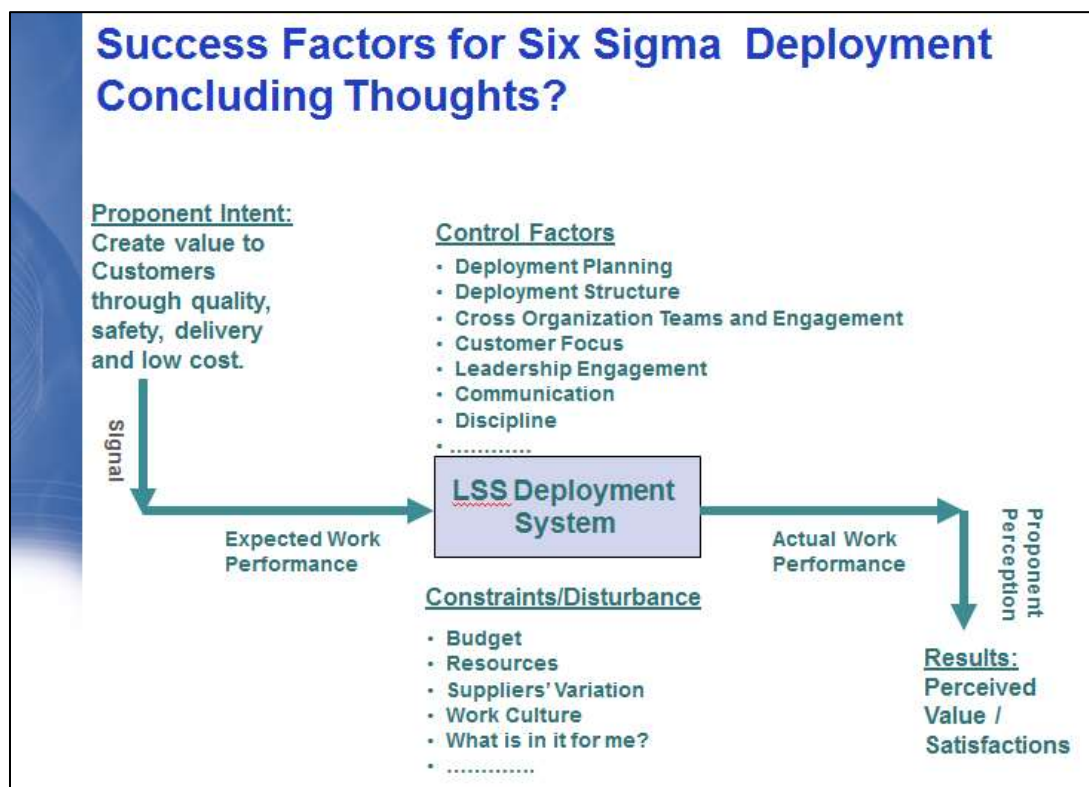 Success Factors for Six Sigma Deployment
Concluding Thoughts?
Proponent Intent:
Create value to
Customers
through quality,
safety, delivery
and low cost.
Signal
Expected Work
Performance
Control Factors
• Deployment Planning
• Deployment Structure
• Cross Organization Teams and Engagement
• Customer Focus
• Leadership Engagement
• Communication
• Discipline
• ............
LSS Deployment
System
Constraints/Disturbance
• Budget
• Resources
• Suppliers' Variation
• Work Culture
• What is in it for me?
• .............
Actual Work
Performance
Proponent
Perception
Results:
Perceived
Value /
Satisfactions